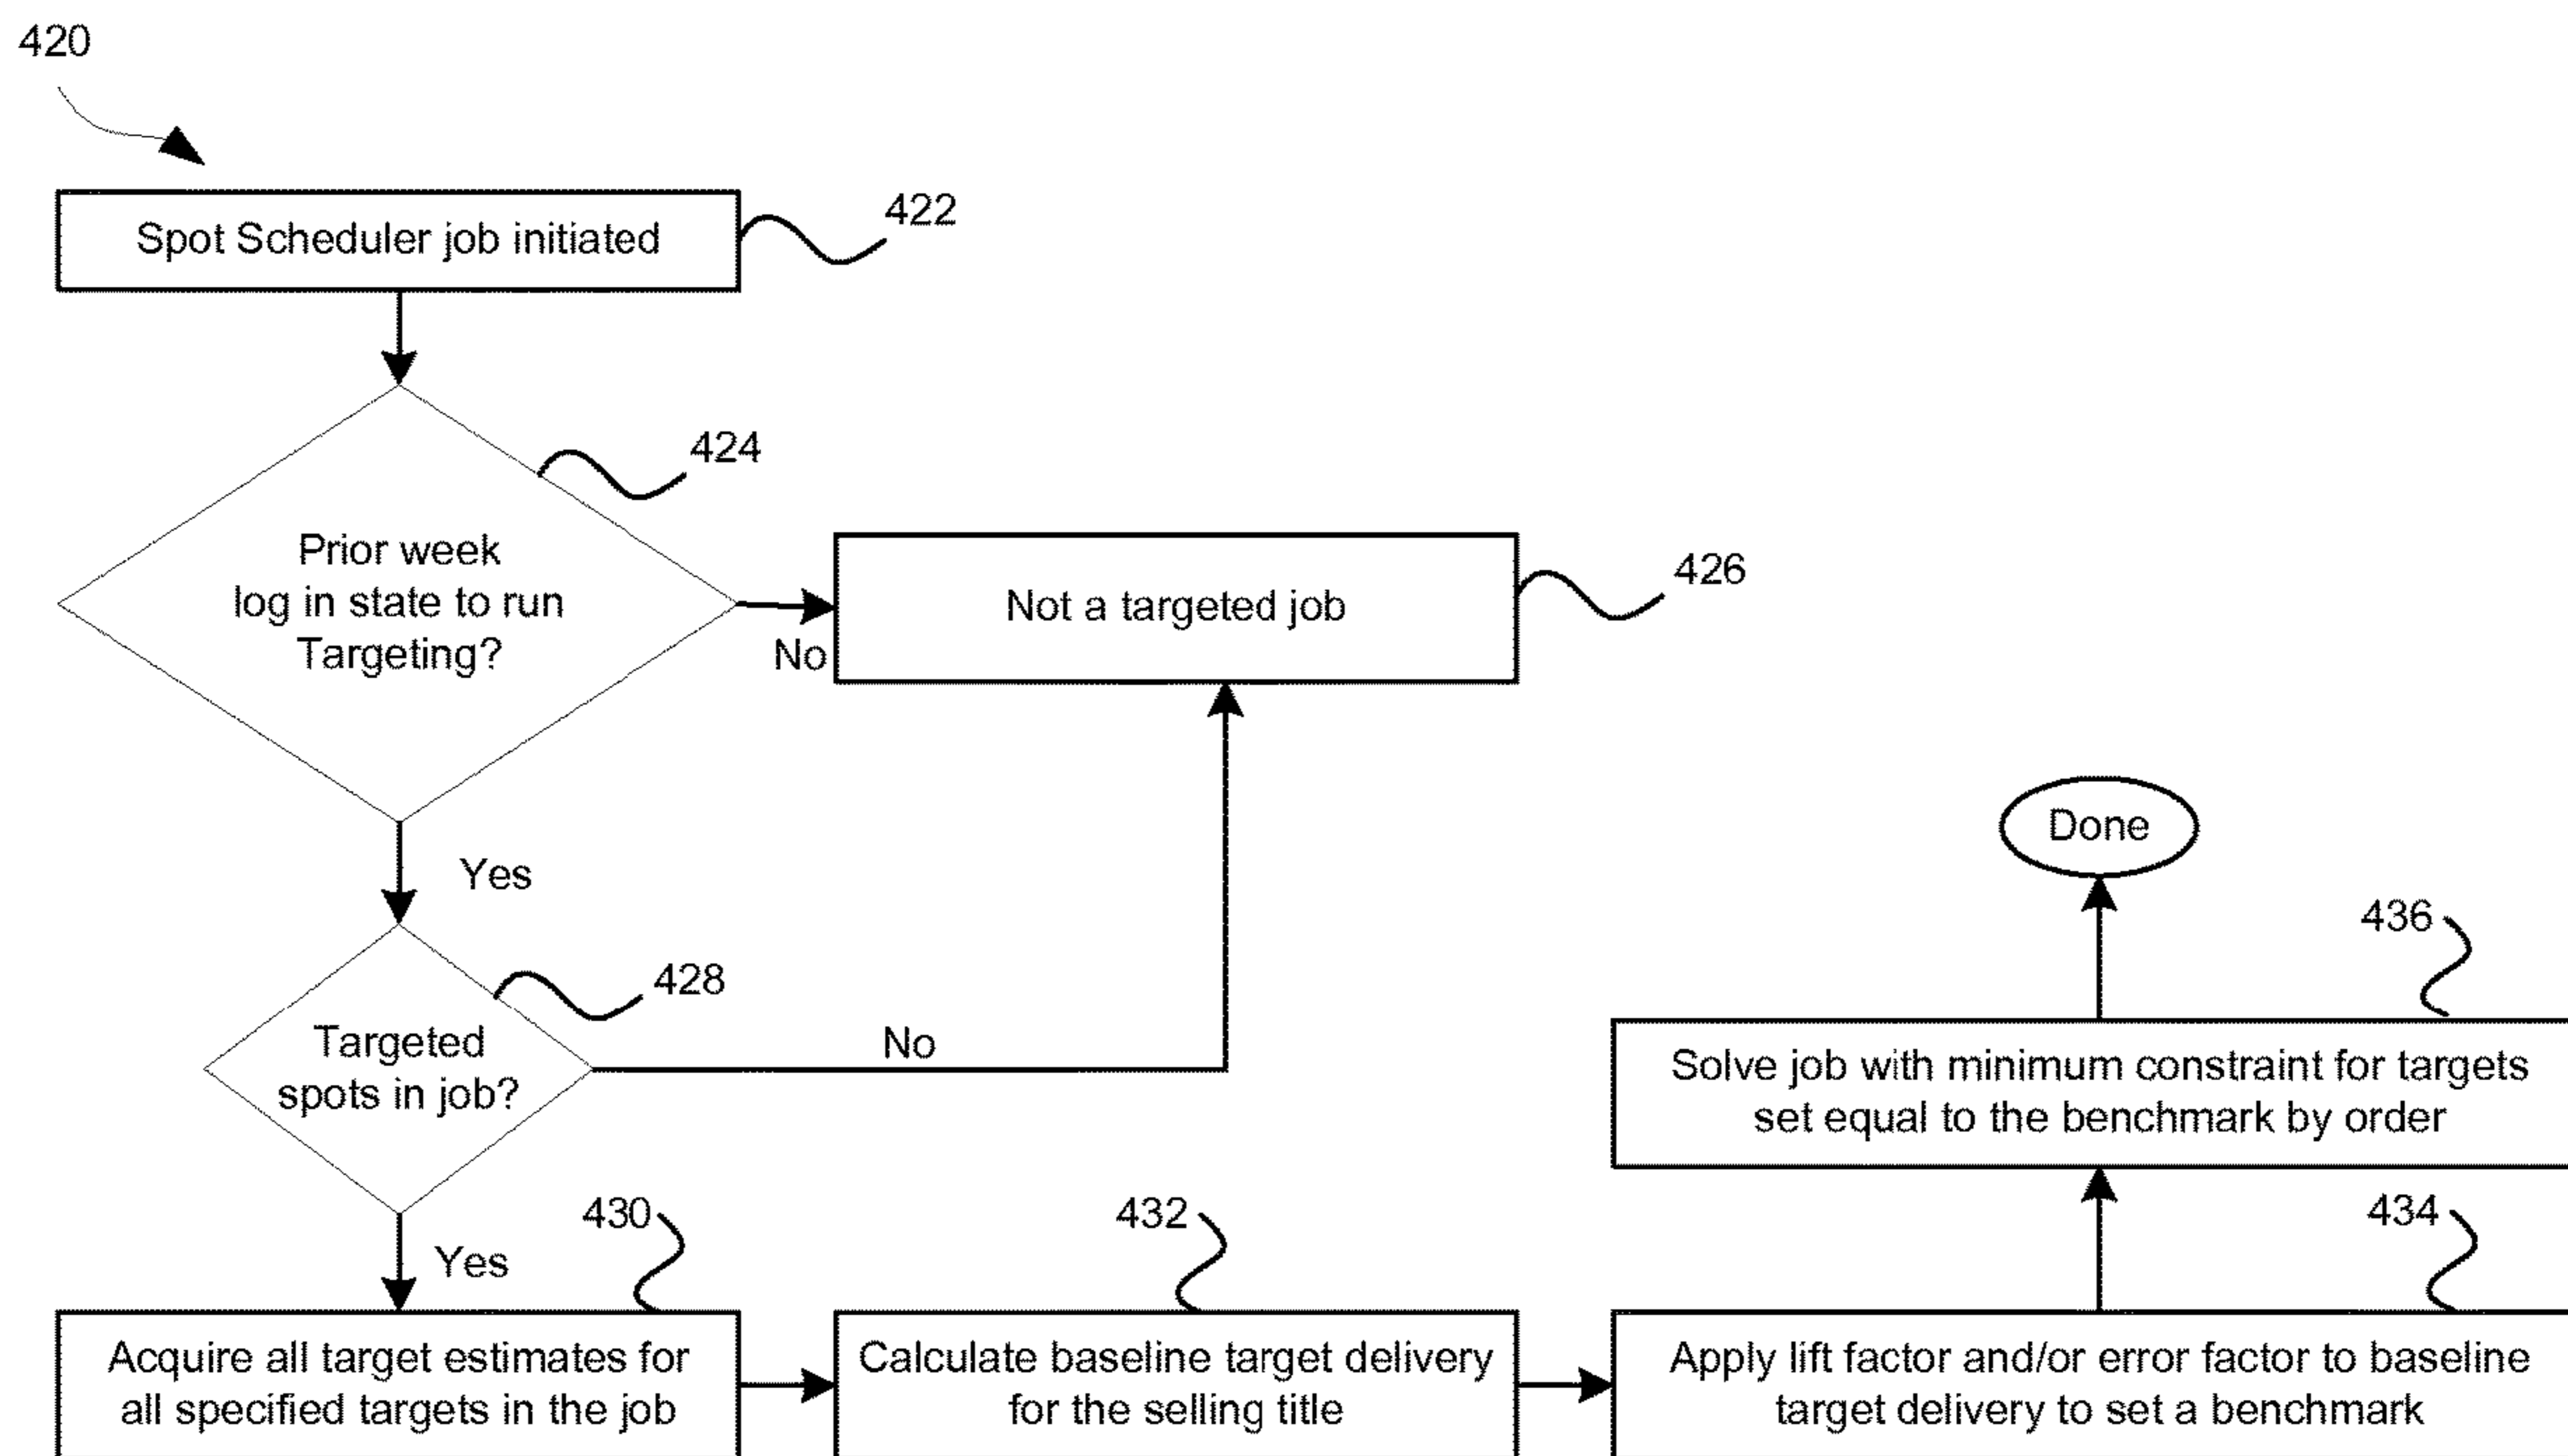 420
Spot Scheduler job initiated
422
424
Prior week
log in state to run
Targeting?
No
Not a targeted job
426
Yes
Targeted
spots in job?
428
No
Yes
430
Acquire all target estimates for
all specified targets in the job
432
Calculate baseline target delivery
for the selling title
434
Apply lift factor and/or error factor to baseline
target delivery to set a benchmark
436
Solve job with minimum constraint for targets
set equal to the benchmark by order
Done